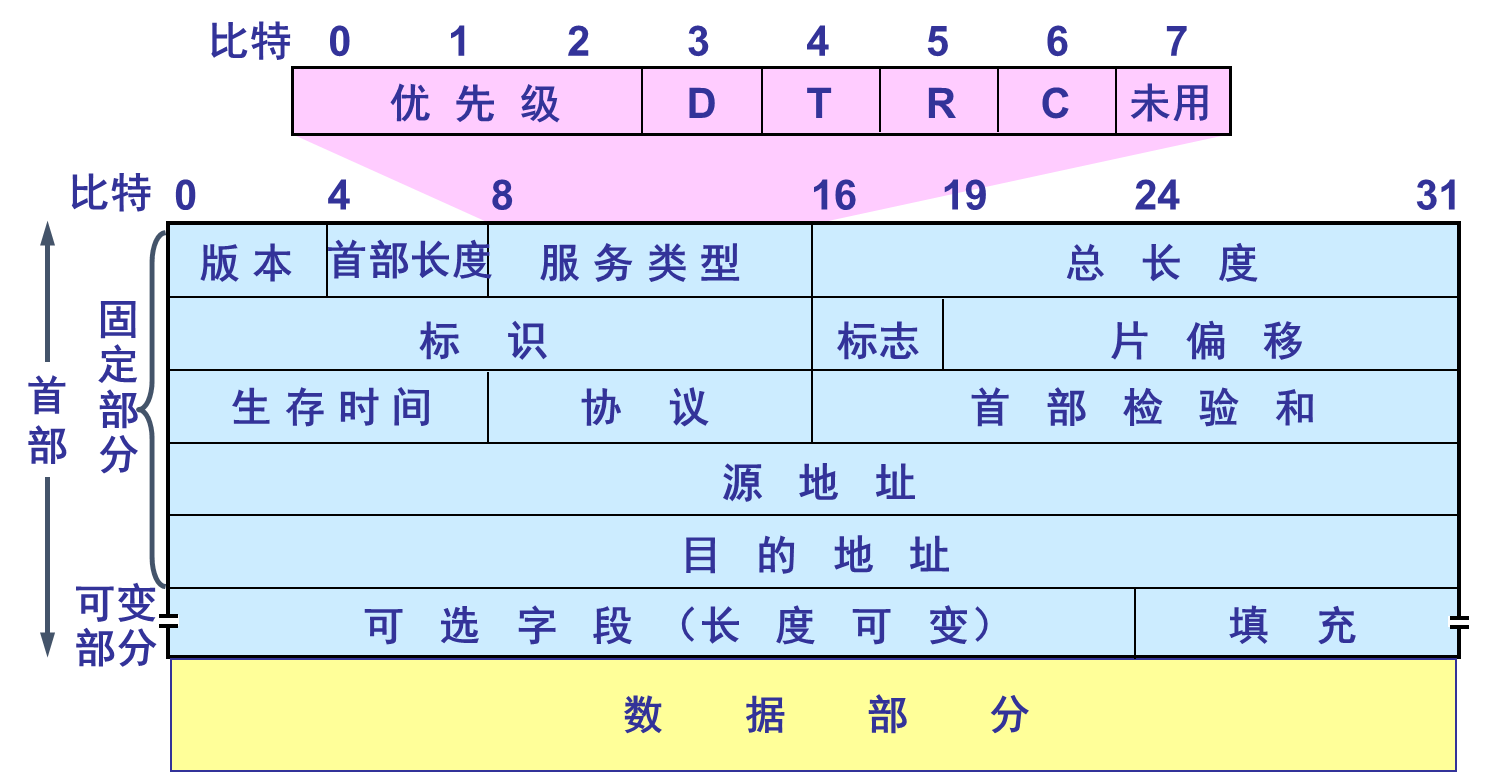 比特 0 1 2 3 4 5 6 7
优先级 D T R C 未用
比特 0 4 8 16 19 24 31
版本 首部长度 服务类型 总长度
标识 标志 片偏移
生存时间 协议 首部检验和
源地址
目的地址
可选字段（长度可变） 填充
数据部分
首部
固定部分
可变
部分